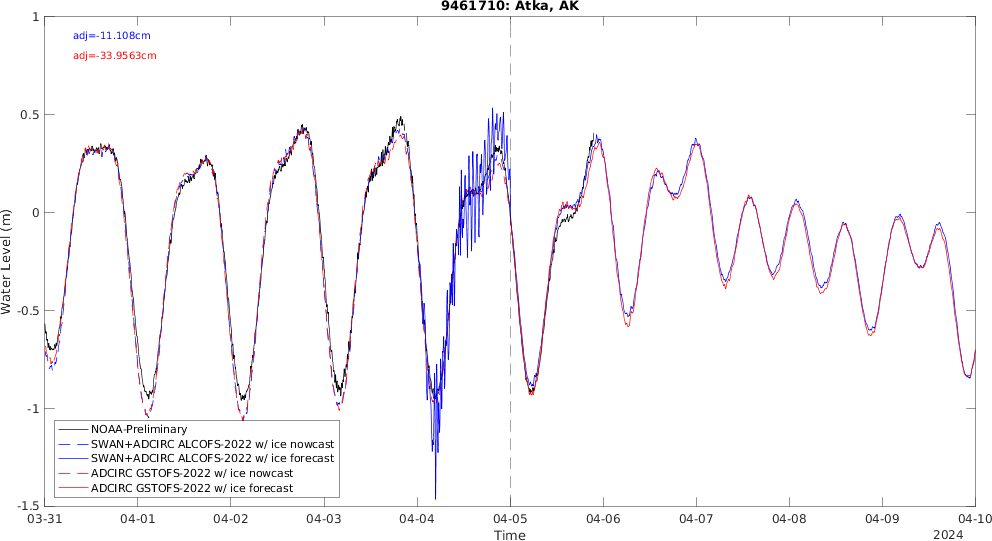 9461710: Atka, AK
adj=-11.108cm
adj=-33.9563cm
Water Level (m)
1
0.5
0
-0.5
-1
-1.5
NOAA-Preliminary
SWAN+ADCIRC ALCOFS-2022 w/ ice nowcast
SWAN+ADCIRC ALCOFS-2022 w/ ice forecast
ADCIRC GSTOFS-2022 w/ ice nowcast
ADCIRC GSTOFS-2022 w/ ice forecast
03-31 04-01 04-02 04-03 04-04 04-05 04-06 04-07 04-08 04-09 04-10
Time
2024